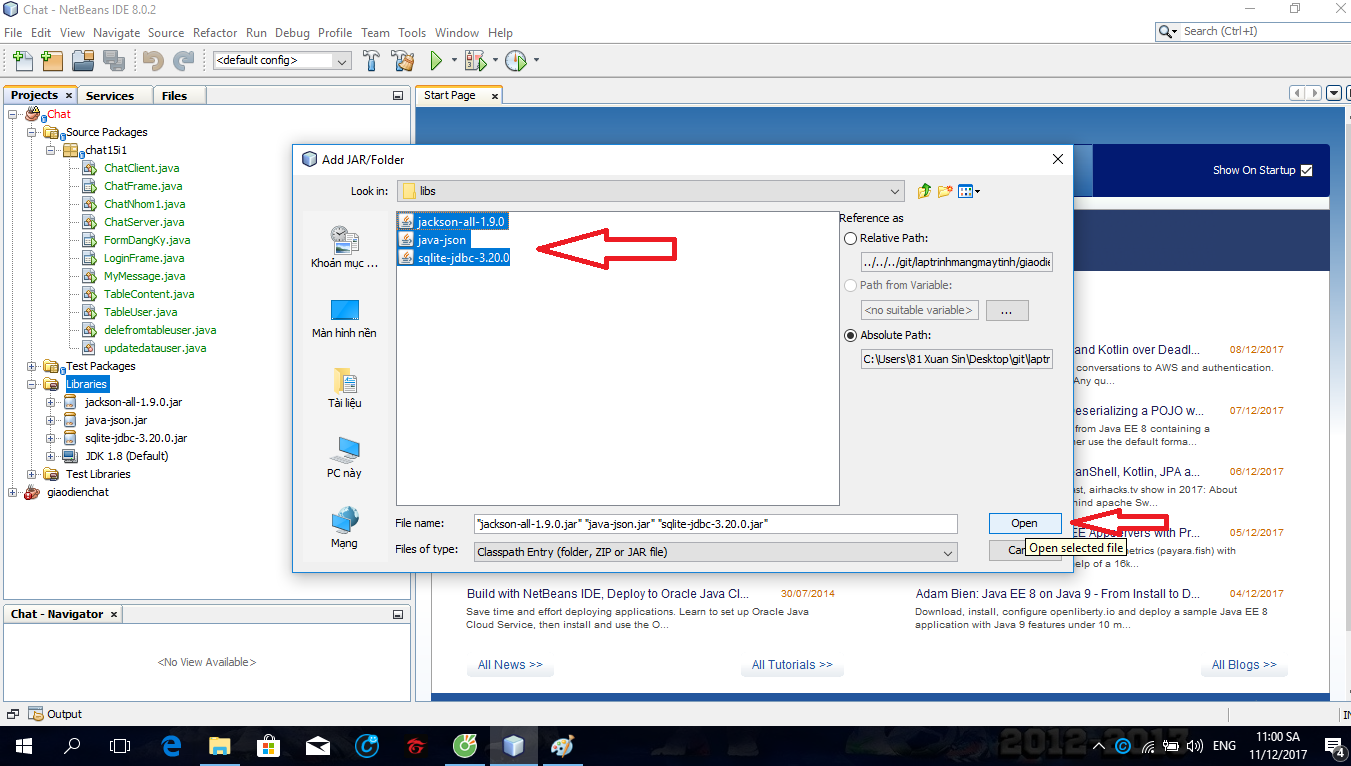 Chat - NetBeans IDE 8.0.2
File Edit View Navigate Source Refactor Run Debug Profile Team Tools Window Help
Search (Ctrl+I)
<default config>
Projects × Services Files
Chat
Source Packages
chat15i1
ChatClient.java
ChatFrame.java
ChatNhom1.java
ChatServer.java
FormDangKy.java
LoginFrame.java
MyMessage.java
TableContent.java
TableUser.java
delefromtableuser.java
updatedatauser.java
Test Packages
Libraries
jackson-all-1.9.0.jar
java-json.jar
sqlite-jdbc-3.20.0.jar
JDK 1.8 (Default)
Test Libraries
giaodienchat
Chat - Navigator ×
<No View Available>
Start Page ×
Show On Startup
Add JAR/Folder
Look in: libs
Khoản mục ...
Màn hình nền
Tài liệu
PC này
Mạng
jackson-all-1.9.0
java-json
sqlite-jdbc-3.20.0
Reference as
Relative Path:
../../../git/laptrinhmangmaytinh/giaodie
Path from Variable:
<no suitable variable> ...
Absolute Path:
C:\Users\81 Xuan Sin\Desktop\git\laptr
File name: "jackson-all-1.9.0.jar" "java-json.jar" "sqlite-jdbc-3.20.0.jar" Open
Files of type: Classpath Entry (folder, ZIP or JAR file)
Open selected file
and Kotlin over Deadl... 08/12/2017
conversations to AWS and authentication.
Any qu...
eserializing a POJO w... 07/12/2017
from Java EE 8 containing a
er use the default forma...
anShell, Kotlin, JPA a... 06/12/2017
st, airhacks.tv show in 2017: About
hind apache Sw...
EE Appservers with Pr... 05/12/2017
metrics (payara.fish) with
elp of a 16k...
Build with NetBeans IDE, Deploy to Oracle Java Cl... 30/07/2014
Save time and effort deploying applications. Learn to set up Oracle Java
Cloud Service, then install and use the O...
Adam Bien: Java EE 8 on Java 9 - From Install to D... 04/12/2017
Download, install, configure openliberty.io and deploy a sample Java EE 8
application with Java 9 features under 10 m...
All News >> All Tutorials >> All Blogs >>
Output
ENG
11:00 SA
11/12/2017
4